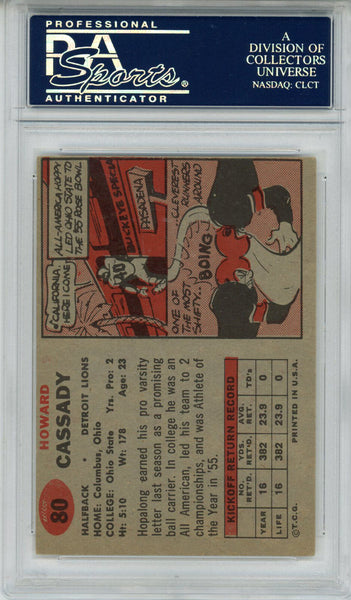 PROFESSIONAL
PSA
Sports
AUTHENTICATOR
A
DIVISION OF
COLLECTORS
UNIVERSE
NASDAQ: CLCT
80
HOWARD
CASSADY
HALFBACK • DETROIT LIONS
HOME: Columbus, Ohio
COLLEGE: Ohio State Yrs. Pro: 2
Ht: 5:10 Wt: 178 Age: 23
Hopalong earned his pro varsity
letter last season as a promising
ball carrier. In college he was an
All American, led his team to 2
championships, and was Athlete of
the Year in '55.
KICKOFF RETURN RECORD
NO. YDS. AVG.
RET'D. RET'D. RET. TD's
YEAR 16 382 23.9 0
LIFE 16 382 23.9 0
©T.C.G. PRINTED IN U.S.A.
CALIFORNIA
HERE I COME
ALL-AMERICA HOPPY
LED OHIO STATE TO
THE '55 ROSE BOWL
BUCKEYE SPECIAL
PASADENA
40
ONE OF
THE MOST
SHIFTY...
BOING
CLEVEREST
RUNNERS
AROUND